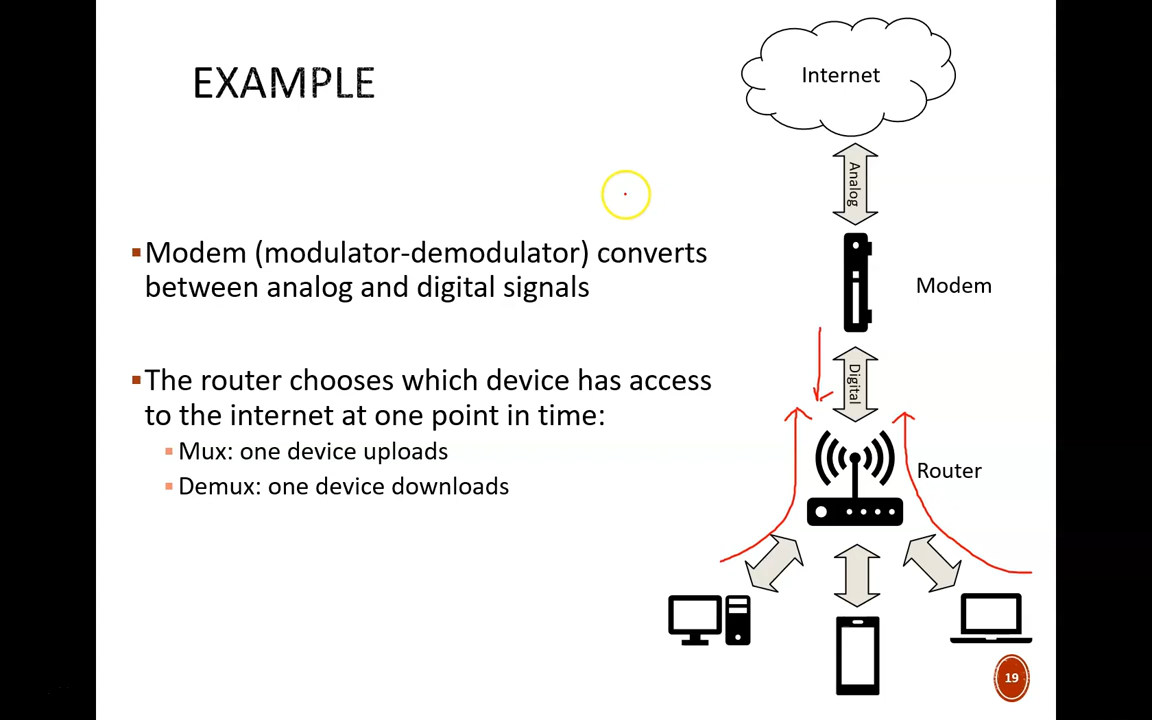 EXAMPLE
Internet
Analog
▪Modem (modulator-demodulator) converts
between analog and digital signals
Modem
Digital
▪The router chooses which device has access
to the internet at one point in time:
▪ Mux: one device uploads
▪ Demux: one device downloads
Router
19